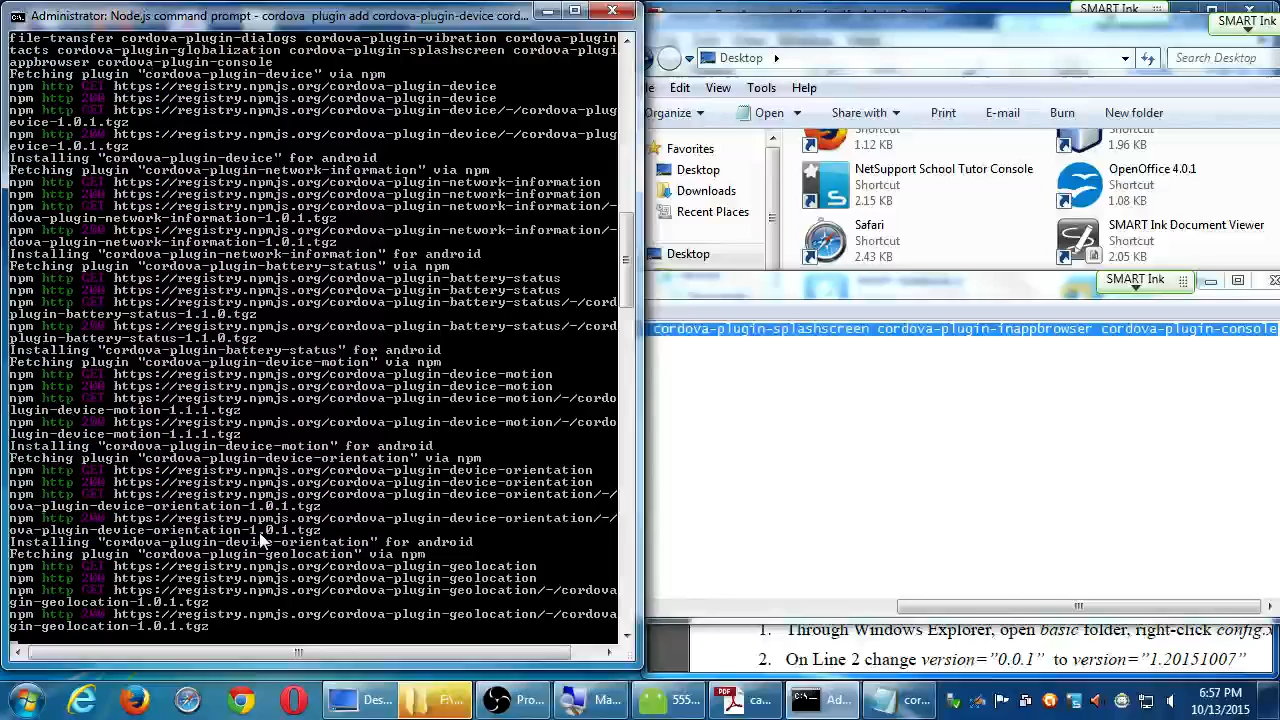 Administrator: Node.js command prompt - cordova plugin add cordova-plugin-device cord...
file-transfer cordova-plugin-dialogs cordova-plugin-vibration cordova-plugin
tacts cordova-plugin-globalization cordova-plugin-splashscreen cordova-plugi
ppbrowser cordova-plugin-console
Fetching plugin "cordova-plugin-device" via npm
npm http GET https://registry.npmjs.org/cordova-plugin-device
npm http 200 https://registry.npmjs.org/cordova-plugin-device
npm http GET https://registry.npmjs.org/cordova-plugin-device/-/cordova-plug
evice-1.0.1.tgz
npm http 200 https://registry.npmjs.org/cordova-plugin-device/-/cordova-plug
evice-1.0.1.tgz
Installing "cordova-plugin-device" for android
Fetching plugin "cordova-plugin-network-information" via npm
npm http GET https://registry.npmjs.org/cordova-plugin-network-information
npm http 200 https://registry.npmjs.org/cordova-plugin-network-information
npm http GET https://registry.npmjs.org/cordova-plugin-network-information/-
dova-plugin-network-information-1.0.1.tgz
npm http 200 https://registry.npmjs.org/cordova-plugin-network-information/-
dova-plugin-network-information-1.0.1.tgz
Installing "cordova-plugin-network-information" for android
Fetching plugin "cordova-plugin-battery-status" via npm
npm http GET https://registry.npmjs.org/cordova-plugin-battery-status
npm http 200 https://registry.npmjs.org/cordova-plugin-battery-status
npm http GET https://registry.npmjs.org/cordova-plugin-battery-status/-/cord
plugin-battery-status-1.1.0.tgz
npm http 200 https://registry.npmjs.org/cordova-plugin-battery-status/-/cord
plugin-battery-status-1.1.0.tgz
Installing "cordova-plugin-battery-status" for android
Fetching plugin "cordova-plugin-device-motion" via npm
npm http GET https://registry.npmjs.org/cordova-plugin-device-motion
npm http 200 https://registry.npmjs.org/cordova-plugin-device-motion
npm http GET https://registry.npmjs.org/cordova-plugin-device-motion/-/cordo
lugin-device-motion-1.1.1.tgz
npm http 200 https://registry.npmjs.org/cordova-plugin-device-motion/-/cordo
lugin-device-motion-1.1.1.tgz
Installing "cordova-plugin-device-motion" for android
Fetching plugin "cordova-plugin-device-orientation" via npm
npm http GET https://registry.npmjs.org/cordova-plugin-device-orientation
npm http 200 https://registry.npmjs.org/cordova-plugin-device-orientation
npm http GET https://registry.npmjs.org/cordova-plugin-device-orientation/-/
ova-plugin-device-orientation-1.0.1.tgz
npm http 200 https://registry.npmjs.org/cordova-plugin-device-orientation/-/
ova-plugin-device-orientation-1.0.1.tgz
Installing "cordova-plugin-device-orientation" for android
Fetching plugin "cordova-plugin-geolocation" via npm
npm http GET https://registry.npmjs.org/cordova-plugin-geolocation
npm http 200 https://registry.npmjs.org/cordova-plugin-geolocation
npm http GET https://registry.npmjs.org/cordova-plugin-geolocation/-/cordova
gin-geolocation-1.0.1.tgz
npm http 200 https://registry.npmjs.org/cordova-plugin-geolocation/-/cordova
gin-geolocation-1.0.1.tgz
SMART Ink
SMART Ink
Desktop
Search Desktop
le Edit View Tools Help
Organize Open Share with Print E-mail Burn New folder
Favorites
Desktop
Downloads
Recent Places
Desktop
Shortcut
1.12 KB
Shortcut
1.96 KB
NetSupport School Tutor Console
Shortcut
2.15 KB
OpenOffice 4.0.1
Shortcut
1.08 KB
Safari
Shortcut
2.43 KB
SMART Ink Document Viewer
Shortcut
2.05 KB
SMART Ink
cordova-plugin-splashscreen cordova-plugin-inappbrowser cordova-plugin-console
1. Through Windows Explorer, open basic folder, right-click config.x
2. On Line 2 change version="0.0.1" to version="1.20151007"
Des...
F:\...
Pro...
Ma...
555...
ca...
Ad...
cor...
6:57 PM
10/13/2015